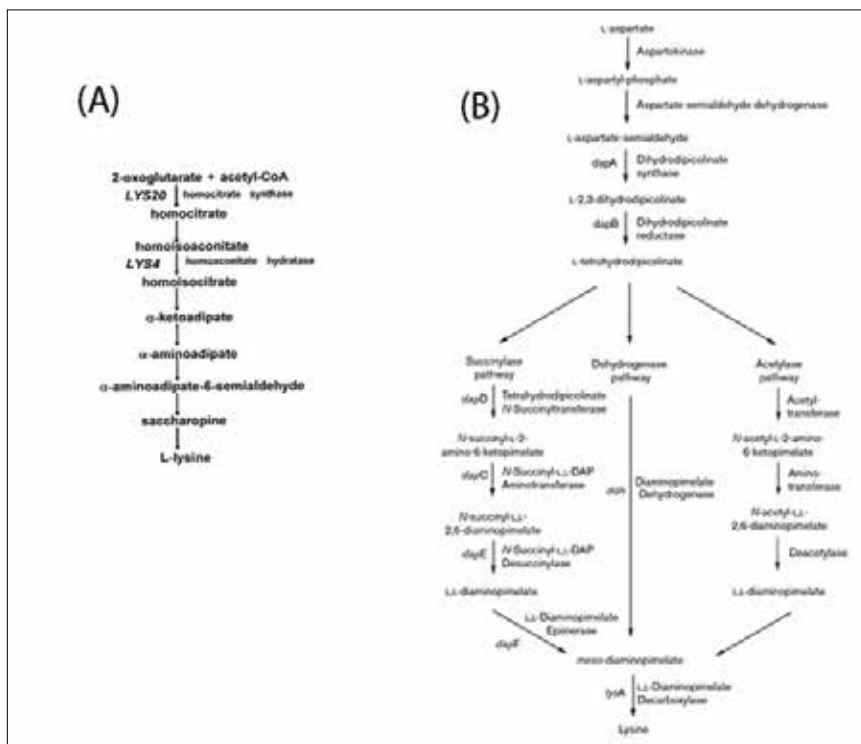 (A)
2-oxoglutarate + acetyl-CoA
LYS20 homocitrate synthase
homocitrate
homoisoaconitate
LYS4 homoaconitate hydratase
homoisocitrate
α-ketoadipate
α-aminoadipate
α-aminoadipate-6-semialdehyde
saccharopine
L-lysine
(B)
L-aspartate
Aspartokinase
L-aspartyl-phosphate
Aspartate semialdehyde dehydrogenase
L-aspartate-semialdehyde
dapA Dihydrodipicolinate
synthase
L-2,3-dihydrodipicolinate
dapB Dihydrodipicolinate
reductase
L-tetrahydrodipicolinate
Succinylase
pathway
dapD Tetrahydrodipicolinate
N-Succinyltransferase
N-succinyl-L-2-
amino-6 ketopimelate
dapC N-Succinyl-L,L-DAP
Aminotransferase
N-succinyl-L,L-
2,6-diaminopimelate
dapE N-Succinyl-L,L-DAP
Desuccinylase
L,L-diaminopimelate
L,L-Diaminopimelate
Epimerase
dapF
Dehydrogenase
pathway
ddh Diaminopimelate
Dehydrogenase
Acetylase
pathway
Acetyl-
transferase
N-acetyl-L-2-amino-
6 ketopimelate
Amino-
transferase
N-acetyl-L,L-
2,6-diaminopimelate
Deacetylase
L,L-diaminopimelate
meso-diaminopimelate
lysA L,L-Diaminopimelate
Decarboxylase
Lysine